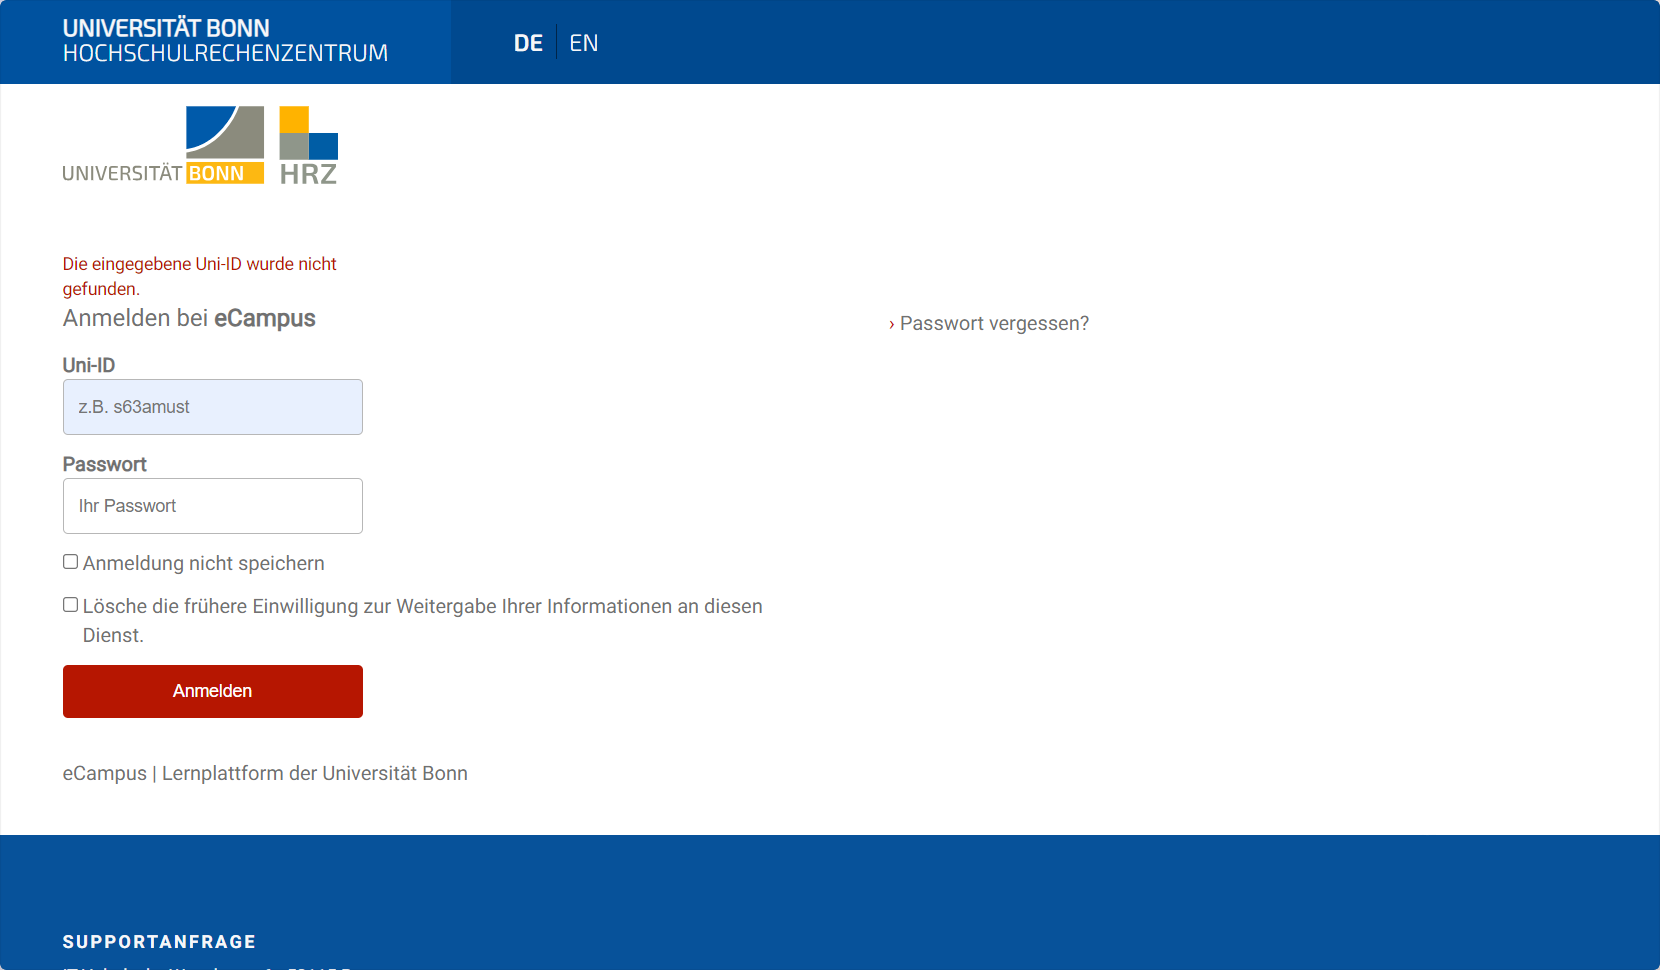 UNIVERSITÄT BONN
HOCHSCHULRECHENZENTRUM
DE
EN
UNIVERSITÄT BONN
HRZ
Die eingegebene Uni-ID wurde nicht
gefunden.
Anmelden bei eCampus
› Passwort vergessen?
Uni-ID
z.B. s63amust
Passwort
Ihr Passwort
Anmeldung nicht speichern
Lösche die frühere Einwilligung zur Weitergabe Ihrer Informationen an diesen
Dienst.
Anmelden
eCampus | Lernplattform der Universität Bonn
SUPPORTANFRAGE